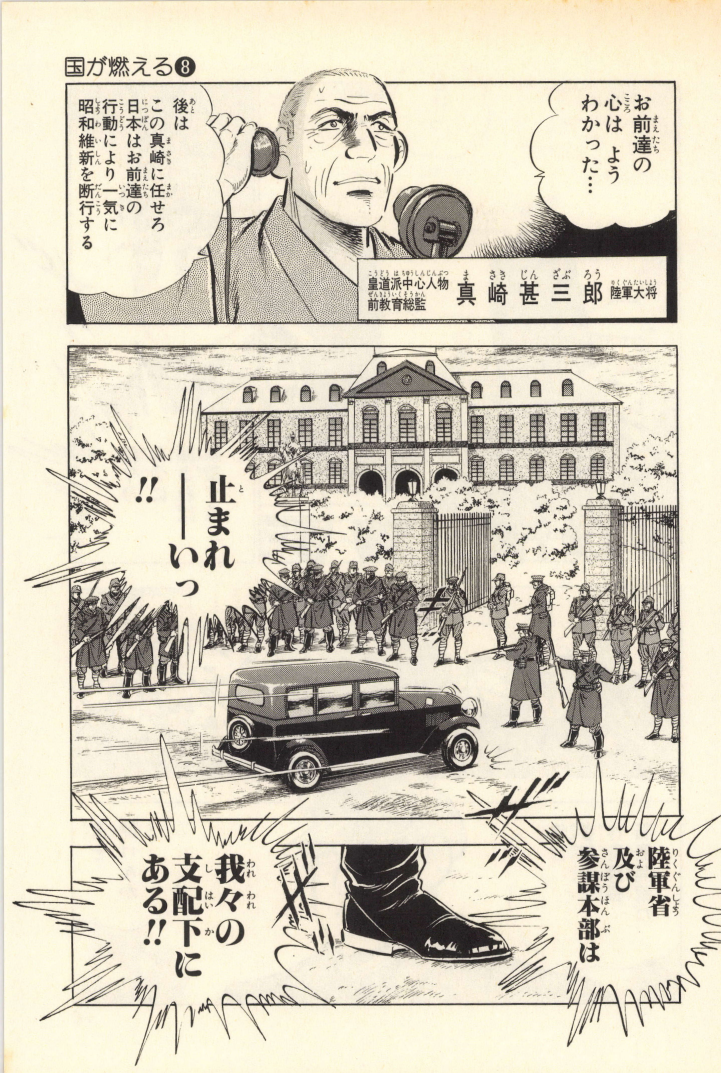 国が燃える❽
お前達の
心は よう
わかった…
後は
この真崎に任せろ
日本はお前達の
行動により一気に
昭和維新を断行する
皇道派中心人物
前教育総監
真崎甚三郎
陸軍大将
止まれ
――いっ
!!
陸軍省
及び
参謀本部は
我々の
支配下に
ある!!